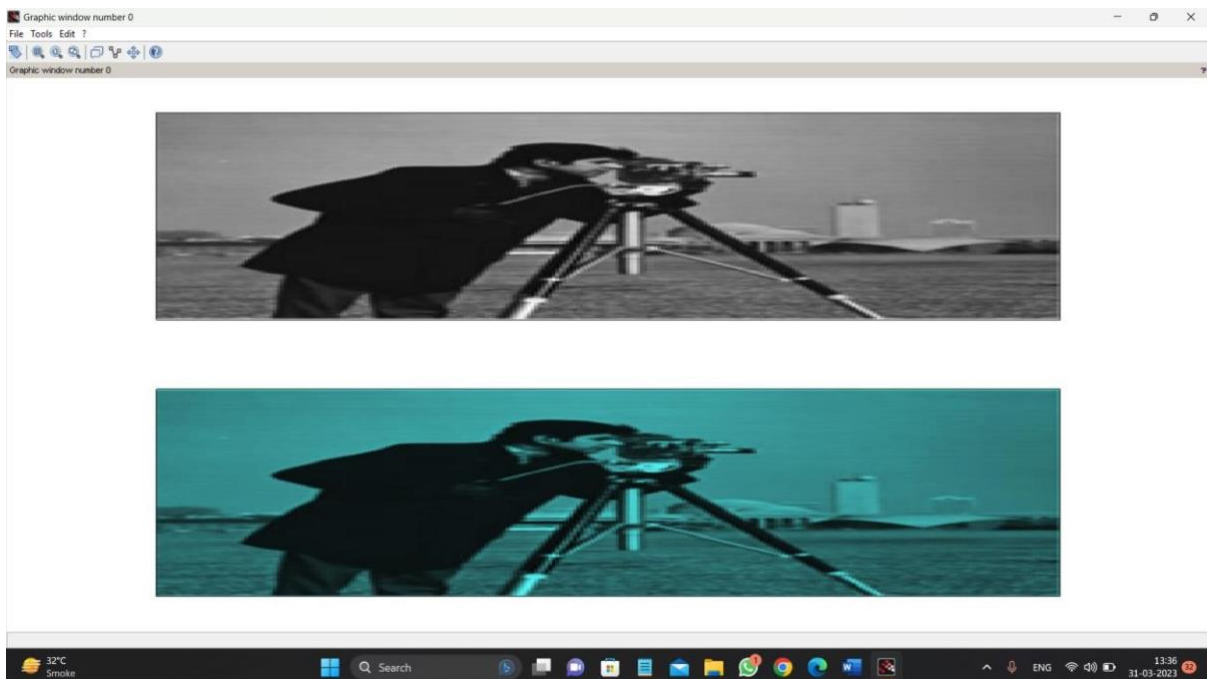 Graphic window number 0
File Tools Edit ?
Graphic window number 0
?
32°C
Smoke
Search
ENG
13:36
31-03-2023
32